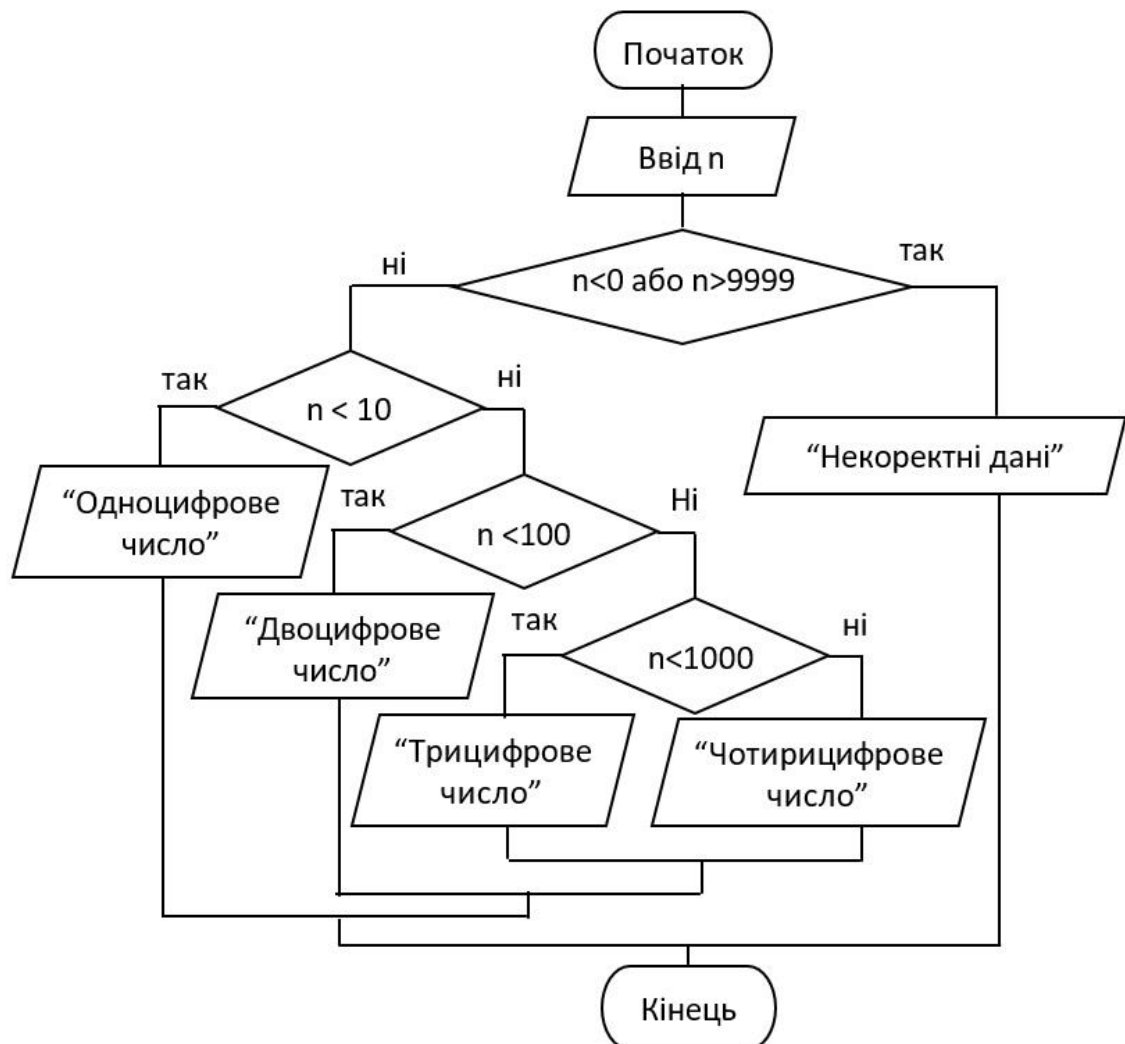 Початок
Ввід n
n<0 або n>9999
ні
так
n < 10
так
ні
“Некоректні дані”
“Одноцифрове
число”
n <100
так
Ні
“Двоцифрове
число”
n<1000
так
ні
“Трицифрове
число”
“Чотирицифрове
число”
Кінець